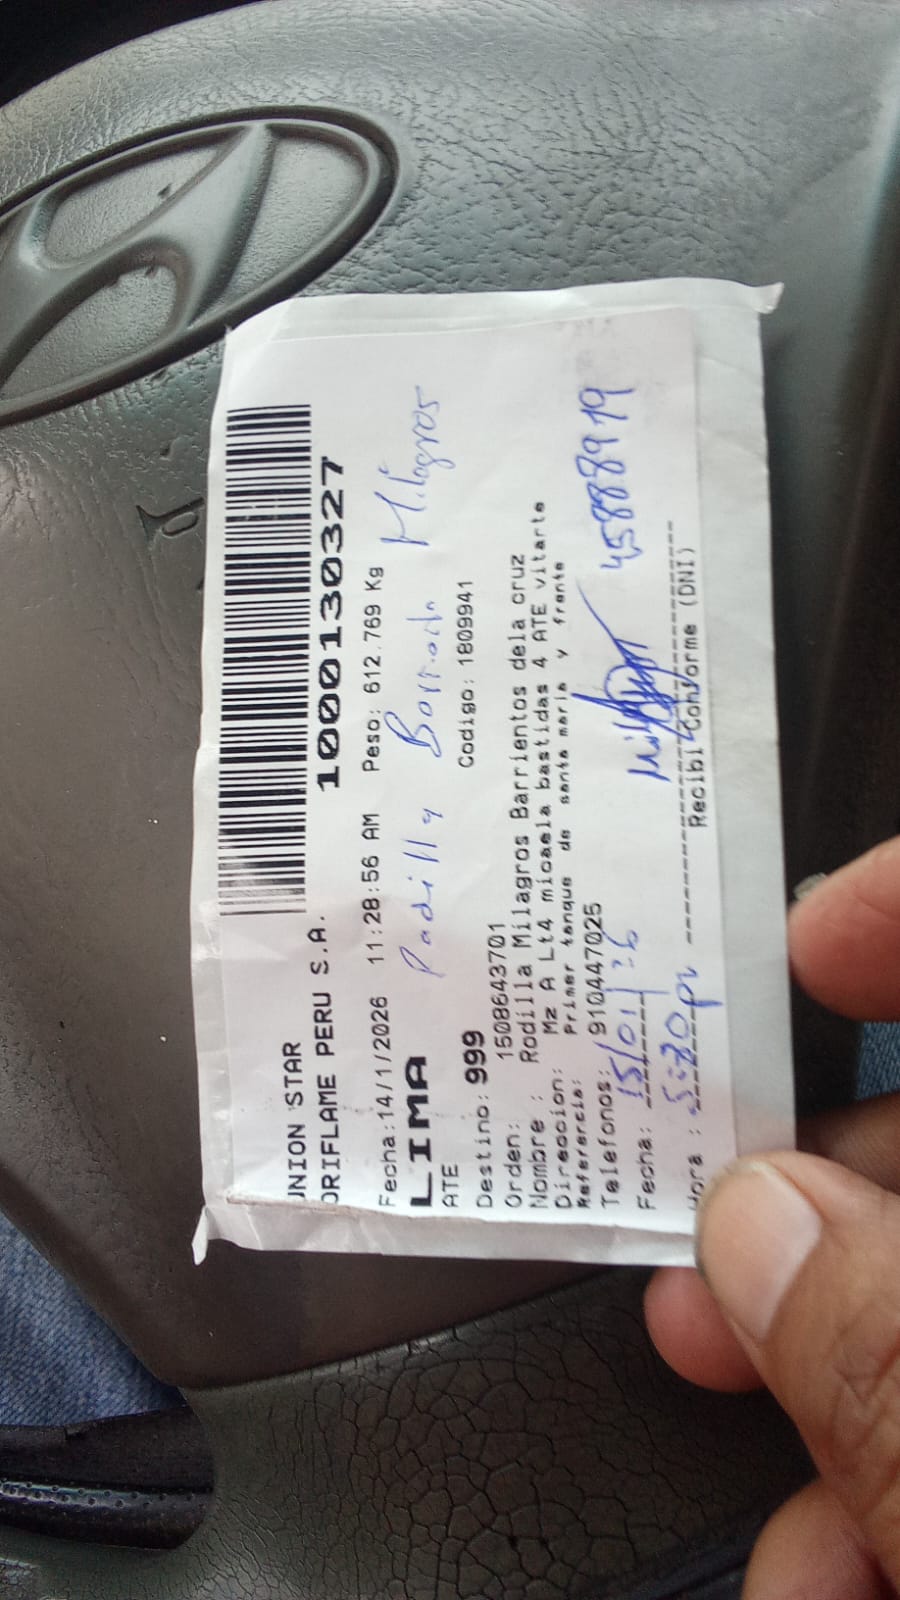 UNION STAR
ORIFLAME PERU S.A. 1000130327
Fecha:14/1/2026 11:28:56 AM Peso: 612.769 Kg
LIMA Padilla Milagros
ATE
Destino: 999 Codigo: 1809941
Orden: 1508643701
Nombre : Rodilla Milagros Barrientos dela cruz
Direccion: Mz A Lt4 micaela bastidas 4 ATE vitarte
Referencia: Primer tanque de santa maria y frente
Telefonos: 910447025
Fecha: 15/01/26 45888919
Hora :
Recibi Conforme (DNI)